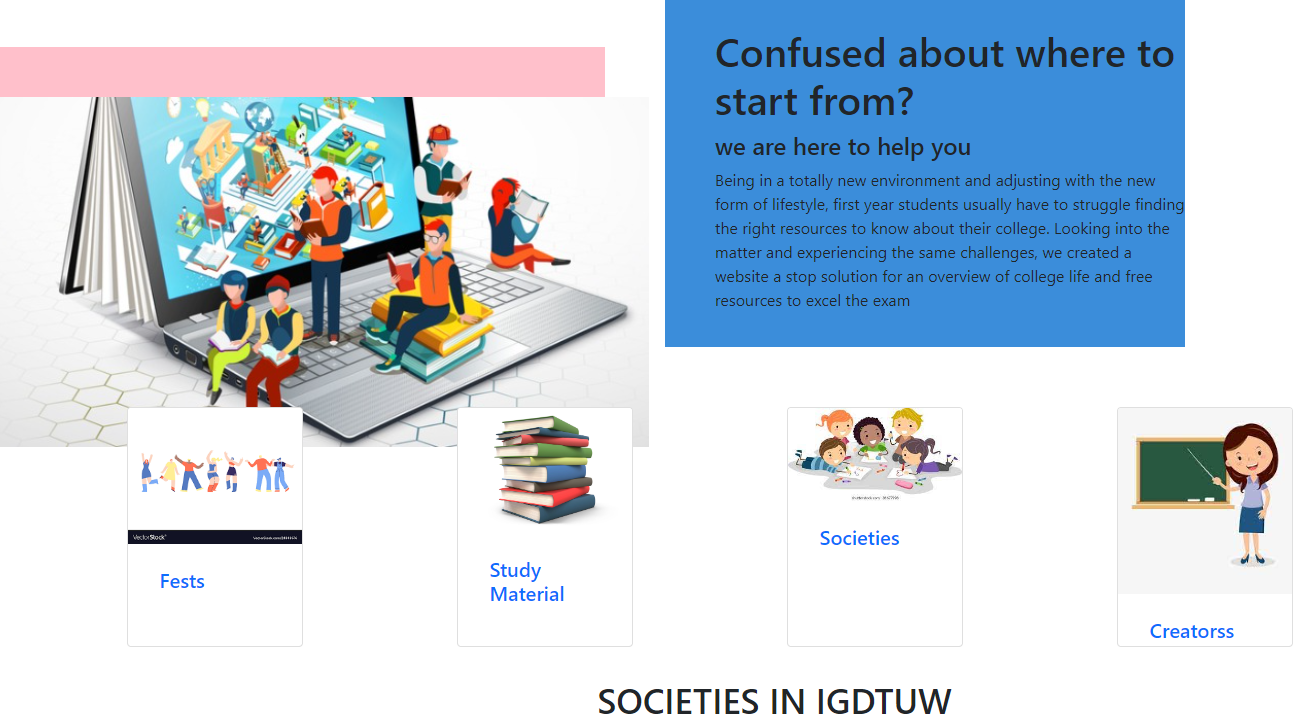 Confused about where to
start from?
we are here to help you
Being in a totally new environment and adjusting with the new
form of lifestyle, first year students usually have to struggle finding
the right resources to know about their college. Looking into the
matter and experiencing the same challenges, we created a
website a stop solution for an overview of college life and free
resources to excel the exam
VectorStock®
Fests
Study
Material
Societies
Creatorss
SOCIETIES IN IGDTUW